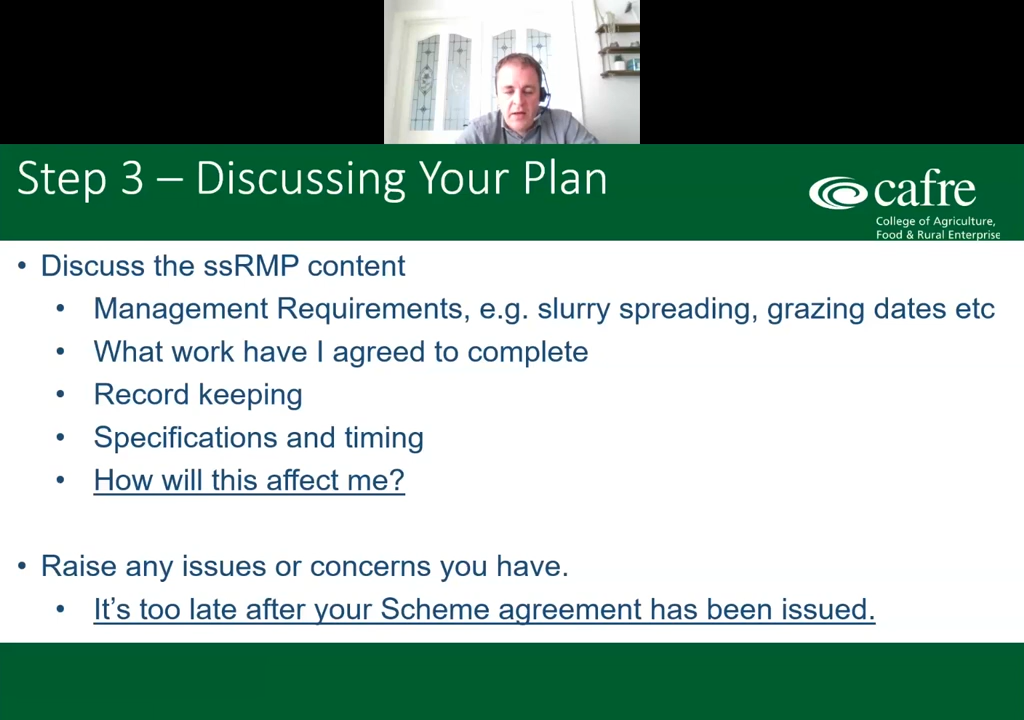 Step 3 – Discussing Your Plan
cafre
College of Agriculture,
Food & Rural Enterprise
• Discuss the ssRMP content
• Management Requirements, e.g. slurry spreading, grazing dates etc
• What work have I agreed to complete
• Record keeping
• Specifications and timing
• How will this affect me?
• Raise any issues or concerns you have.
• It’s too late after your Scheme agreement has been issued.